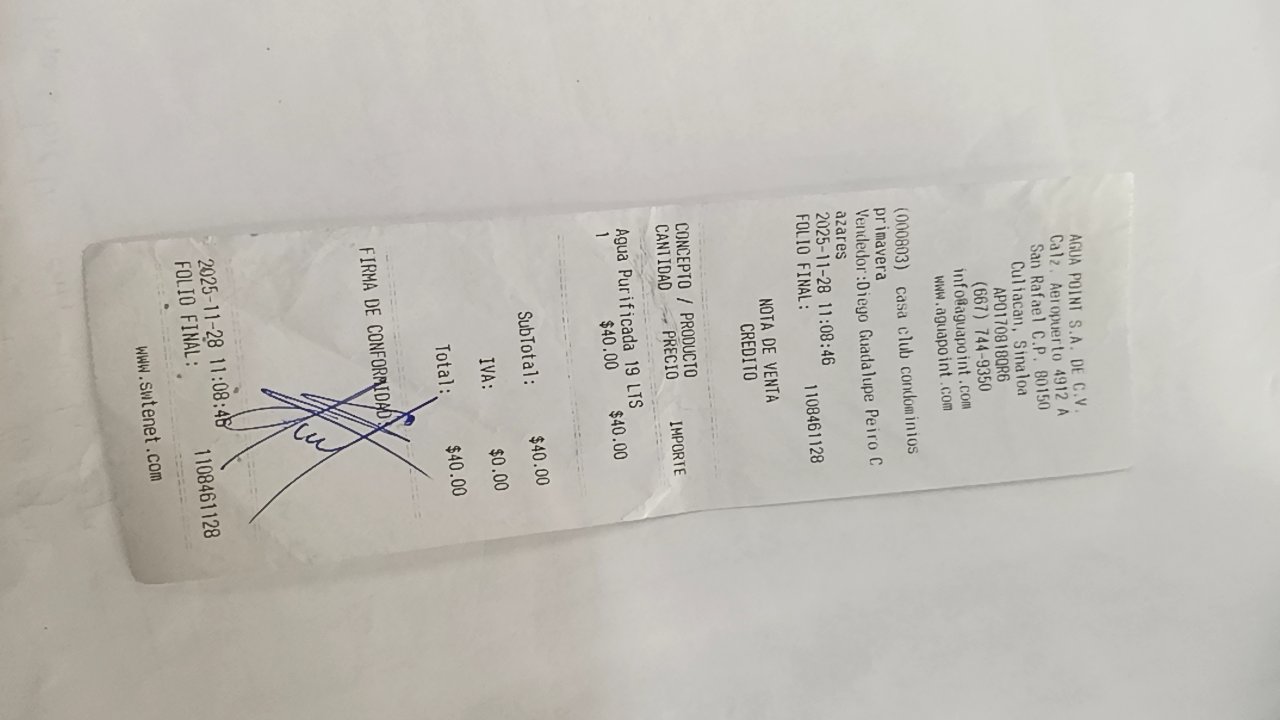 AGUA POINT S.A. DE C.V.
Calz. Aeropuerto 4912 A
San Rafael C.P. 80150
Culiacan, Sinaloa
APO170818QR6
(667) 744-9350
info@aguapoint.com
www.aguapoint.com
(000803) casa club condominios
primavera
Vendedor:Diego Guadalupe Peiro C
azares
2025-11-28 11:08:46 1108461128
FOLIO FINAL:
NOTA DE VENTA
CREDITO
CONCEPTO / PRODUCTO
CANTIDAD PRECIO IMPORTE
Agua Purificada 19 LTS
1 $40.00 $40.00
SubTotal: $40.00
IVA: $0.00
Total: $40.00
FIRMA DE CONFORMIDAD
2025-11-28 11:08:46 1108461128
FOLIO FINAL:
www.swtenet.com